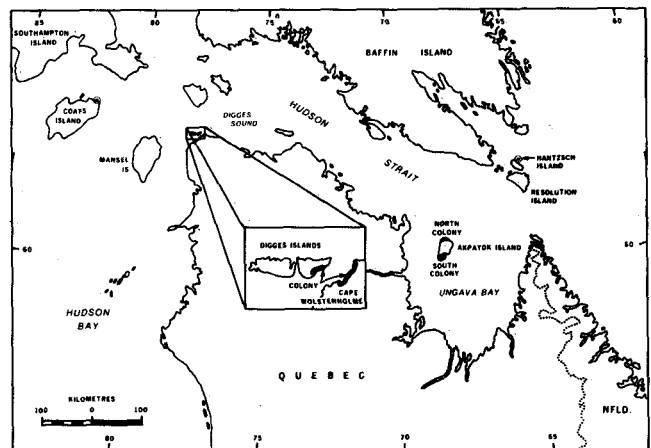 85
80
75
70
65
60
SOUTHAMPTON
ISLAND
BAFFIN ISLAND
COATS
ISLAND
DIGGES
SOUND
HUDSON
STRAIT
MANSEL
IS
HANTZSCH
ISLAND
RESOLUTION
ISLAND
NORTH
COLONY
AKPATOK ISLAND
SOUTH
COLONY
60
60
DIGGES ISLANDS
COLONY
CAPE
WOLSTENHOLME
UNGAVA BAY
HUDSON
BAY
QUEBEC
NFLD.
KILOMETRES
100 0 100
80
75
70
65